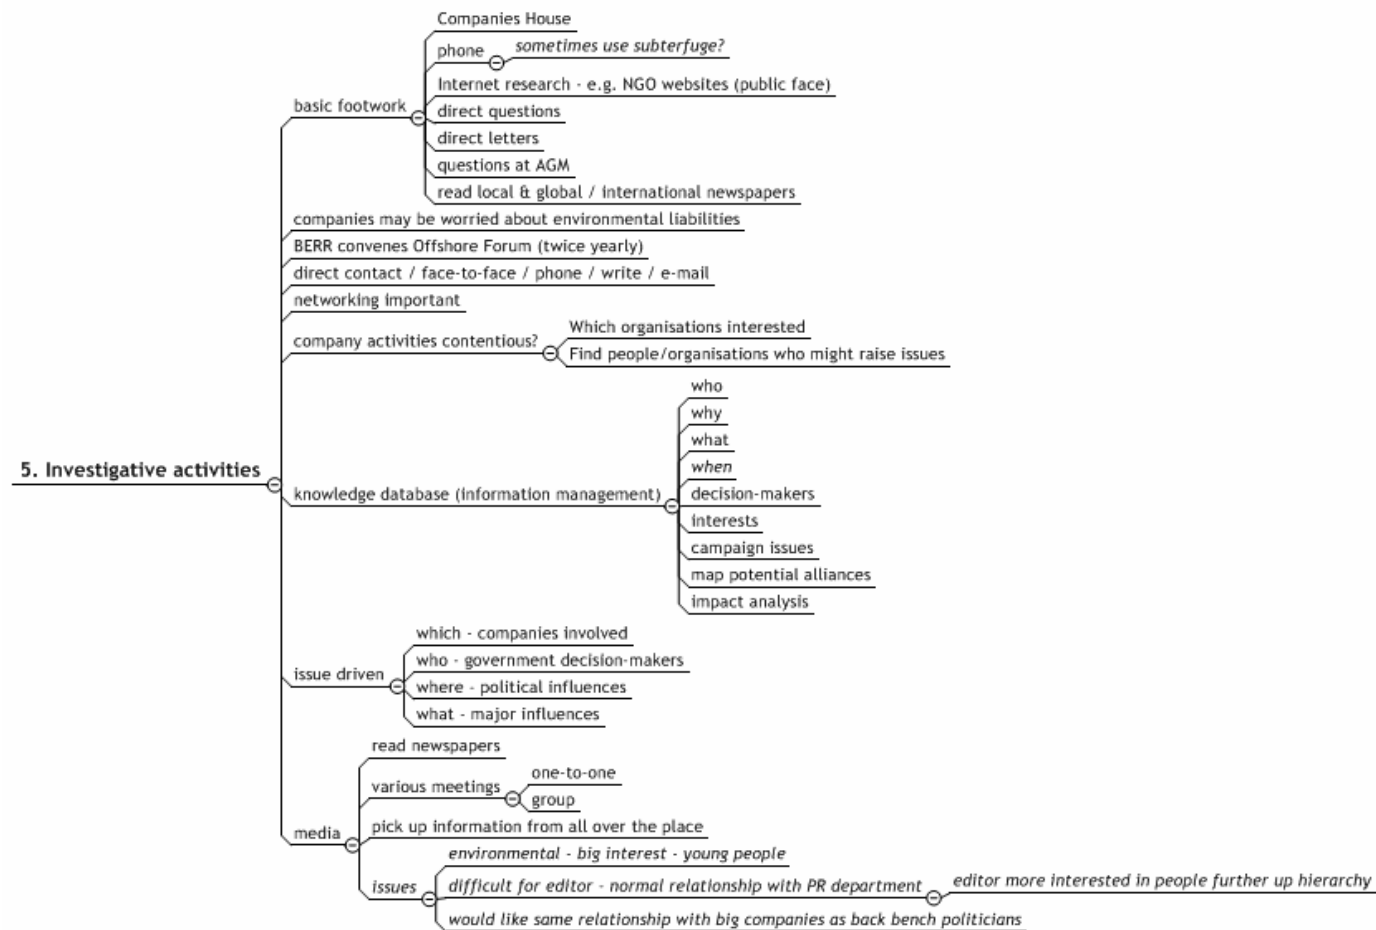 Companies House
phone
sometimes use subterfuge?
Internet research - e.g. NGO websites (public face)
basic footwork
direct questions
direct letters
questions at AGM
read local & global / international newspapers
companies may be worried about environmental liabilities
BERR convenes Offshore Forum (twice yearly)
direct contact / face-to-face / phone / write / e-mail
networking important
company activities contentious?
Which organisations interested
Find people/organisations who might raise issues
5. Investigative activities
knowledge database (information management)
who
why
what
when
decision-makers
interests
campaign issues
map potential alliances
impact analysis
issue driven
which - companies involved
who - government decision-makers
where - political influences
what - major influences
media
read newspapers
various meetings
one-to-one
group
pick up information from all over the place
issues
environmental - big interest - young people
difficult for editor - normal relationship with PR department
editor more interested in people further up hierarchy
would like same relationship with big companies as back bench politicians